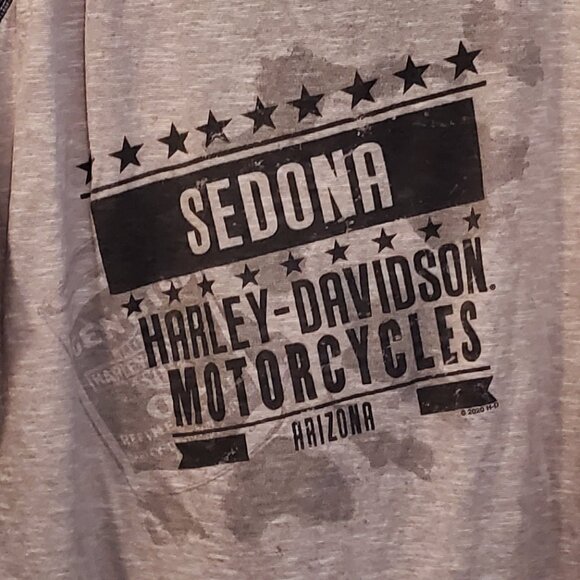 SEDONA
HARLEY-DAVIDSON.
MOTORCYCLES
ARIZONA
© 2020 H-D